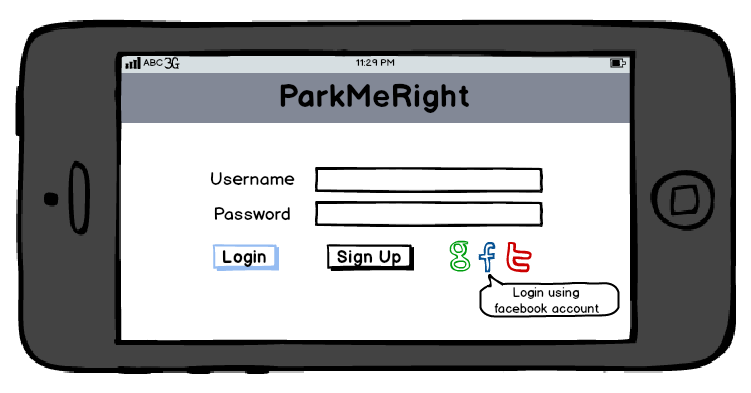 ABC 3G 11:29 PM
ParkMeRight
Username
Password
Login Sign Up g f t
Login using
facebook account